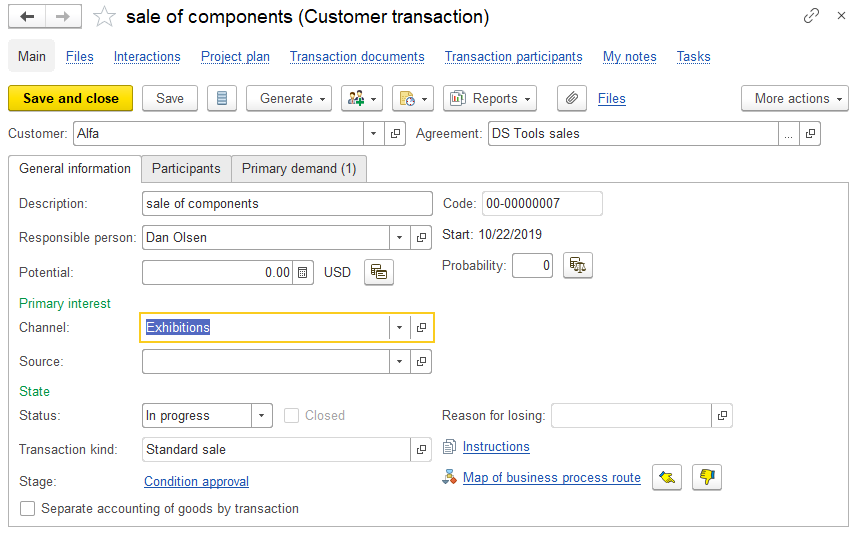 sale of components (Customer transaction)
Main Files Interactions Project plan Transaction documents Transaction participants My notes Tasks
Save and close Save Generate Reports Files More actions
Customer: Alfa Agreement: DS Tools sales ...
General information Participants Primary demand (1)
Description: sale of components Code: 00-00000007
Responsible person: Dan Olsen Start: 10/22/2019
Potential: 0.00 USD Probability: 0
Primary interest
Channel: Exhibitions
Source:
State
Status: In progress Closed Reason for losing:
Transaction kind: Standard sale Instructions
Stage: Condition approval Map of business process route
Separate accounting of goods by transaction